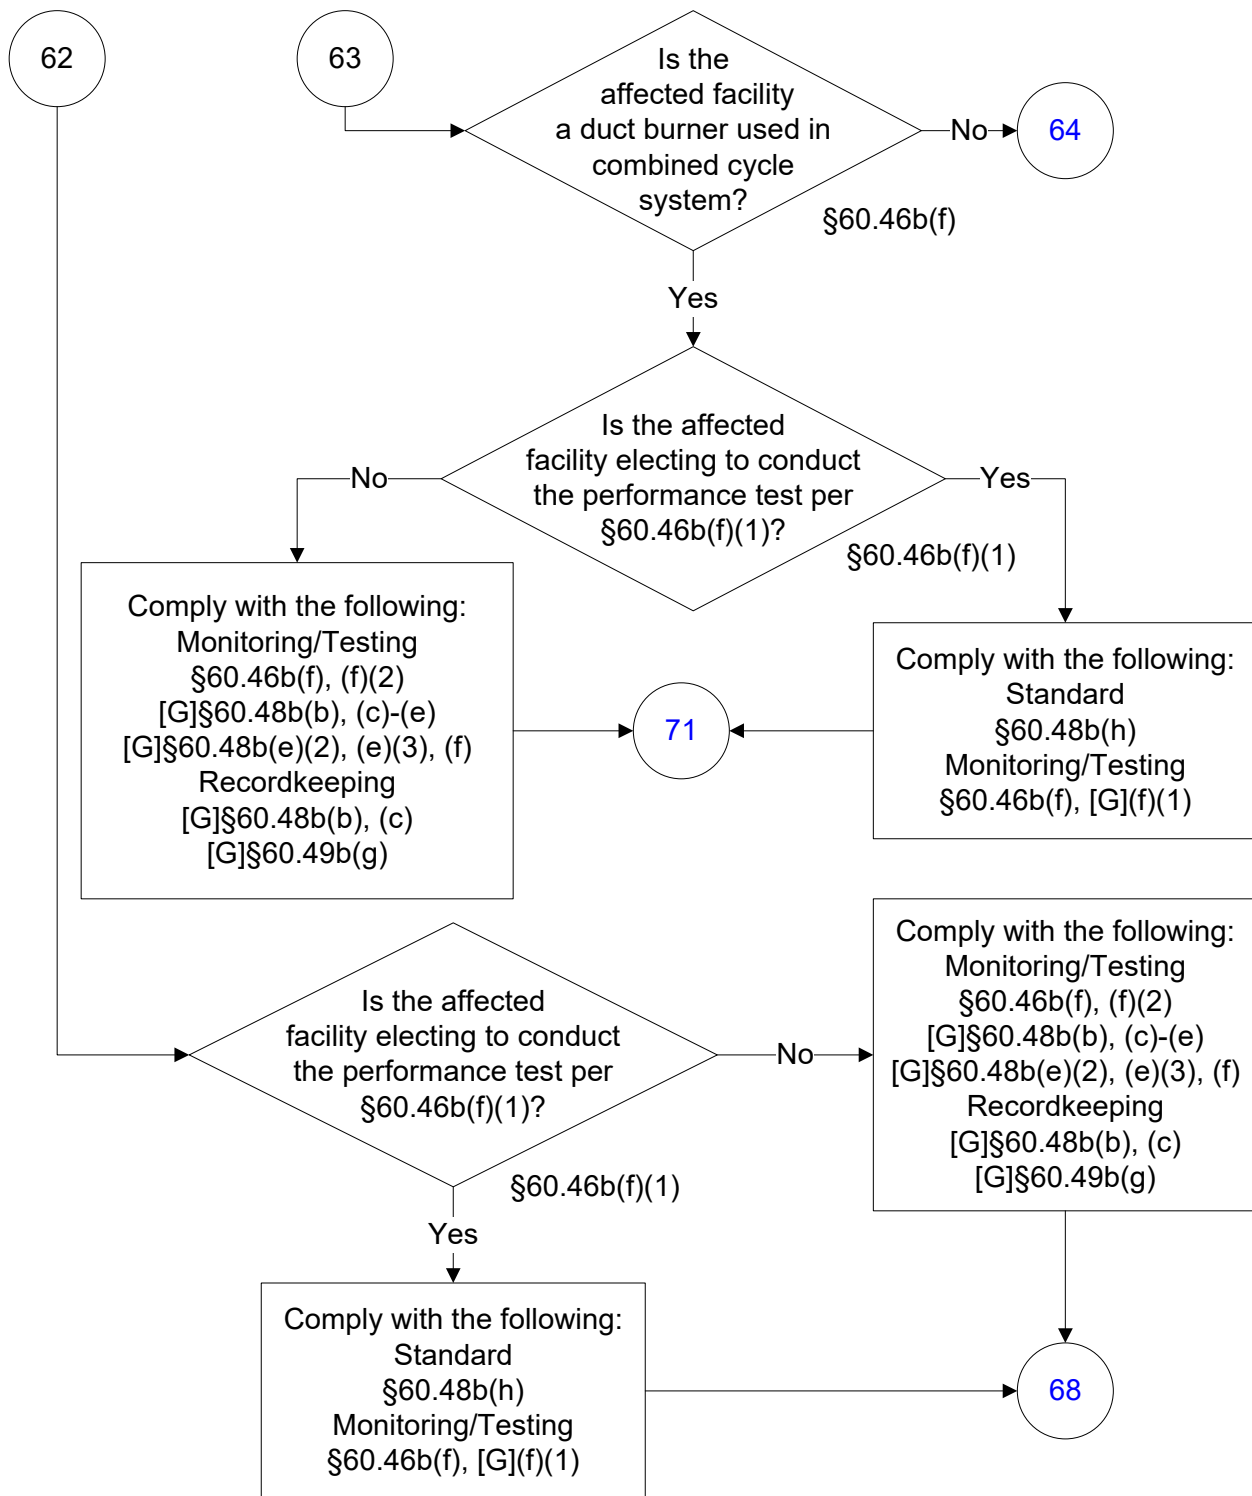 62
63
Is the
affected facility
a duct burner used in
combined cycle
system?
No
64
§60.46b(f)
Yes
Is the affected
facility electing to conduct
the performance test per
§60.46b(f)(1)?
No
Yes
§60.46b(f)(1)
Comply with the following:
Monitoring/Testing
§60.46b(f), (f)(2)
[G]§60.48b(b), (c)-(e)
[G]§60.48b(e)(2), (e)(3), (f)
Recordkeeping
[G]§60.48b(b), (c)
[G]§60.49b(g)
71
Comply with the following:
Standard
§60.48b(h)
Monitoring/Testing
§60.46b(f), [G](f)(1)
Is the affected
facility electing to conduct
the performance test per
§60.46b(f)(1)?
No
§60.46b(f)(1)
Yes
Comply with the following:
Monitoring/Testing
§60.46b(f), (f)(2)
[G]§60.48b(b), (c)-(e)
[G]§60.48b(e)(2), (e)(3), (f)
Recordkeeping
[G]§60.48b(b), (c)
[G]§60.49b(g)
Comply with the following:
Standard
§60.48b(h)
Monitoring/Testing
§60.46b(f), [G](f)(1)
68